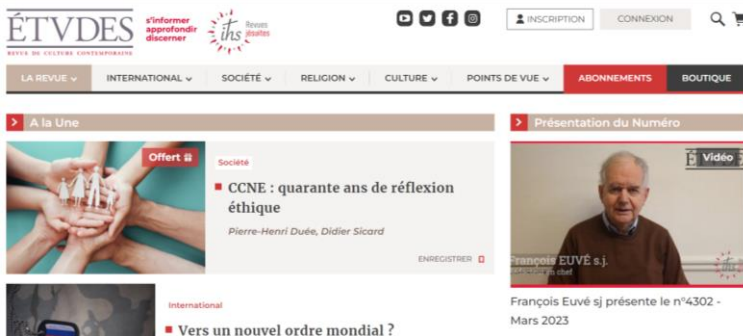 ÉTVDES
REVUE DE CULTURE CONTEMPORAINE
s'informer
approfondir
discerner
ihs
Revues
jésuites
INSCRIPTION
CONNEXION
LA REVUE
INTERNATIONAL
SOCIÉTÉ
RELIGION
CULTURE
POINTS DE VUE
ABONNEMENTS
BOUTIQUE
A la Une
Offert
Société
CCNE : quarante ans de réflexion
éthique
Pierre-Henri Duée, Didier Sicard
ENREGISTRER
International
Vers un nouvel ordre mondial ?
Présentation du Numéro
Vidéo
François EUVÉ s.j.
en chef
ihs
François Euvé sj présente le n°4302 -
Mars 2023